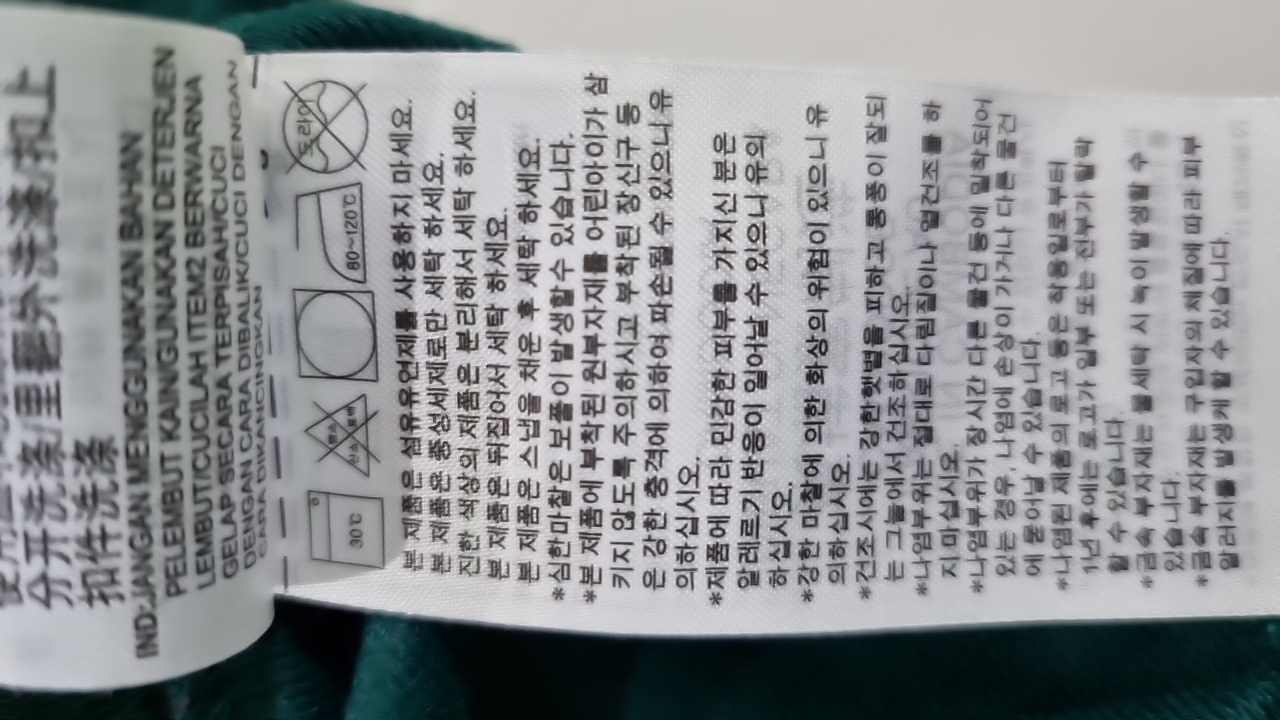 分开洗涤/里翻外洗涤/扣上
扣件洗涤
IND:JANGAN MENGGUNAKAN BAHAN
PELEMBUT KAIN/GUNAKAN DETERJEN
LEMBUT/CUCILAH ITEM2 BERWARNA
GELAP SECARA TERPISAH/CUCI
DENGAN CARA DIBALIK/CUCI DENGAN
CARA DIKANCINGKAN
30℃
염소
산소 표백
80~120℃
드라이
본 제품은 섬유유연제를 사용하지 마세요.
본 제품은 중성세제로만 세탁 하세요.
진한 색상의 제품은 분리해서 세탁 하세요.
본 제품은 뒤집어서 세탁 하세요.
본 제품은 스냅을 채운 후 세탁 하세요.
*심한마찰은 보풀이 발생할수 있습니다.
*본 제품에 부착된 원부자재를 어린아이가 삼
키지 않도록 주의하시고 부착된 장신구 등
은 강한 충격에 의하여 파손될 수 있으니 유
의하십시오.
*제품에 따라 민감한 피부를 가지신 분은
알레르기 반응이 일어날 수 있으니 유의
하십시오.
*강한 마찰에 의한 화상의 위험이 있으니 유
의하십시오.
*건조시에는 강한햇볕을 피하고 통풍이 잘되
는 그늘에서 건조하십시오.
*나염부위는 절대로 다림질이나 열건조를 하
지 마십시오.
*나염부위가 장시간 다른 물건 등에 밀착되어
있는 경우, 나염에 손상이 가거나 다른 물건
에 묻어날 수 있습니다.
*나염된 제품의 로고 등은 착용일로부터
1년 후에는 로고가 일부 또는 전부가 탈락
할 수 있습니다.
*금속 부자재는 물세탁 시 녹이 발생할 수
있습니다.
*금속 부자재는 구입자의 체질에 따라 피부
알러지를 발생케 할 수 있습니다.